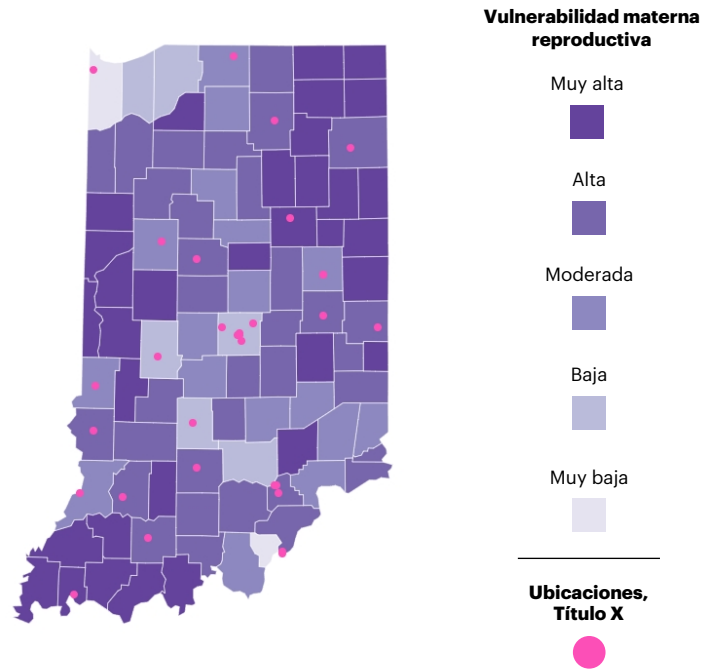 Vulnerabilidad materna
reproductiva
Muy alta
Alta
Moderada
Baja
Muy baja
Ubicaciones,
Título X